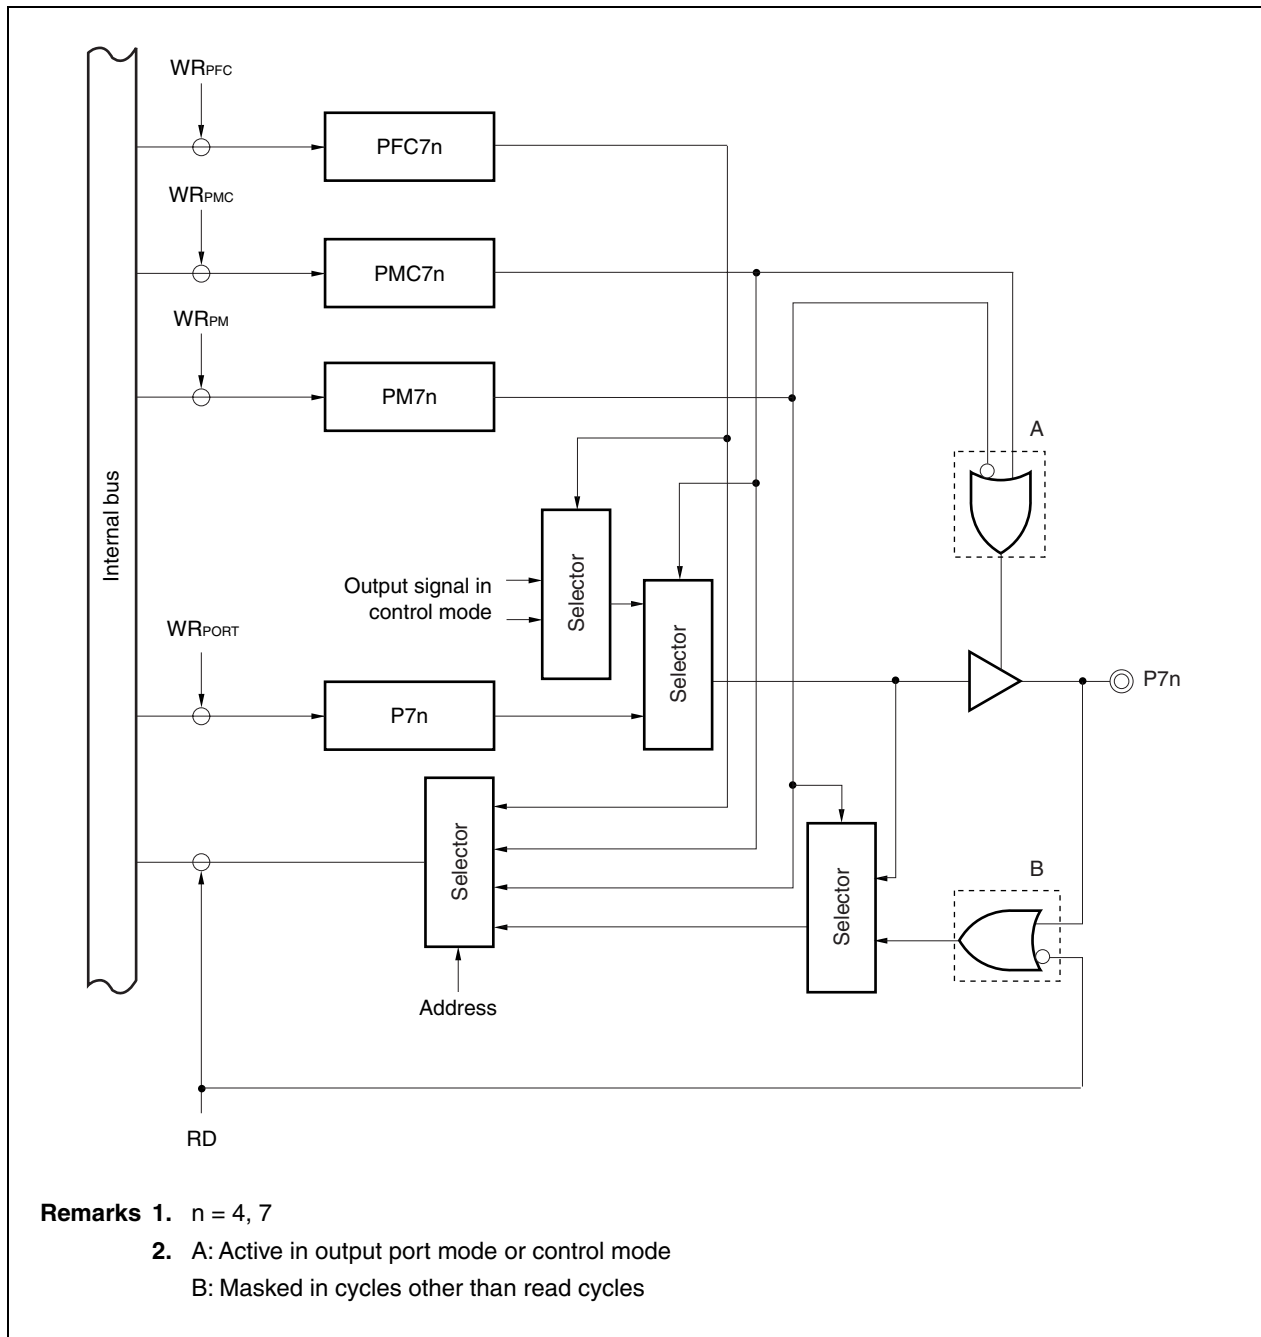 WRPFC
PFC7n
WRPMC
PMC7n
WRPM
PM7n
A
Internal bus
Selector
Output signal in
control mode
Selector
WRPORT
P7n
P7n
Selector
Selector
B
Address
RD
Remarks 1. n = 4, 7
2. A: Active in output port mode or control mode
B: Masked in cycles other than read cycles